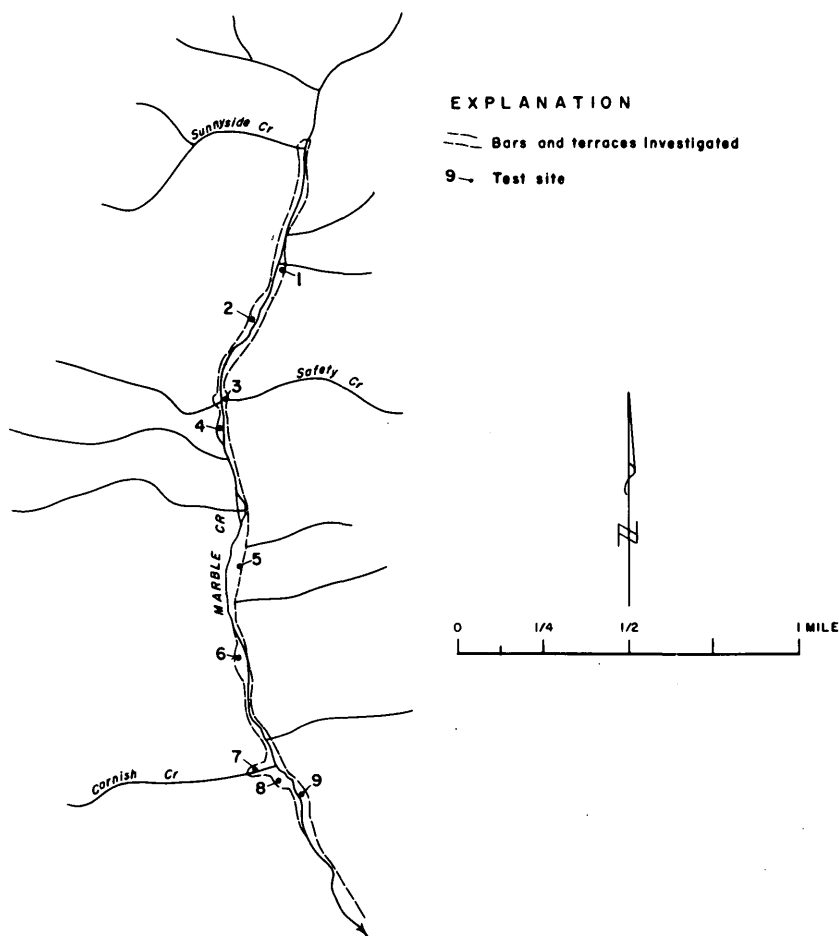 EXPLANATION
Bars and terraces investigated
9 Test site
Sunnyside Cr
1
2
Safety Cr
3
4
MARBLE CR
5
6
7
Cornish Cr
8
9
N
0 1/4 1/2 1 MILE